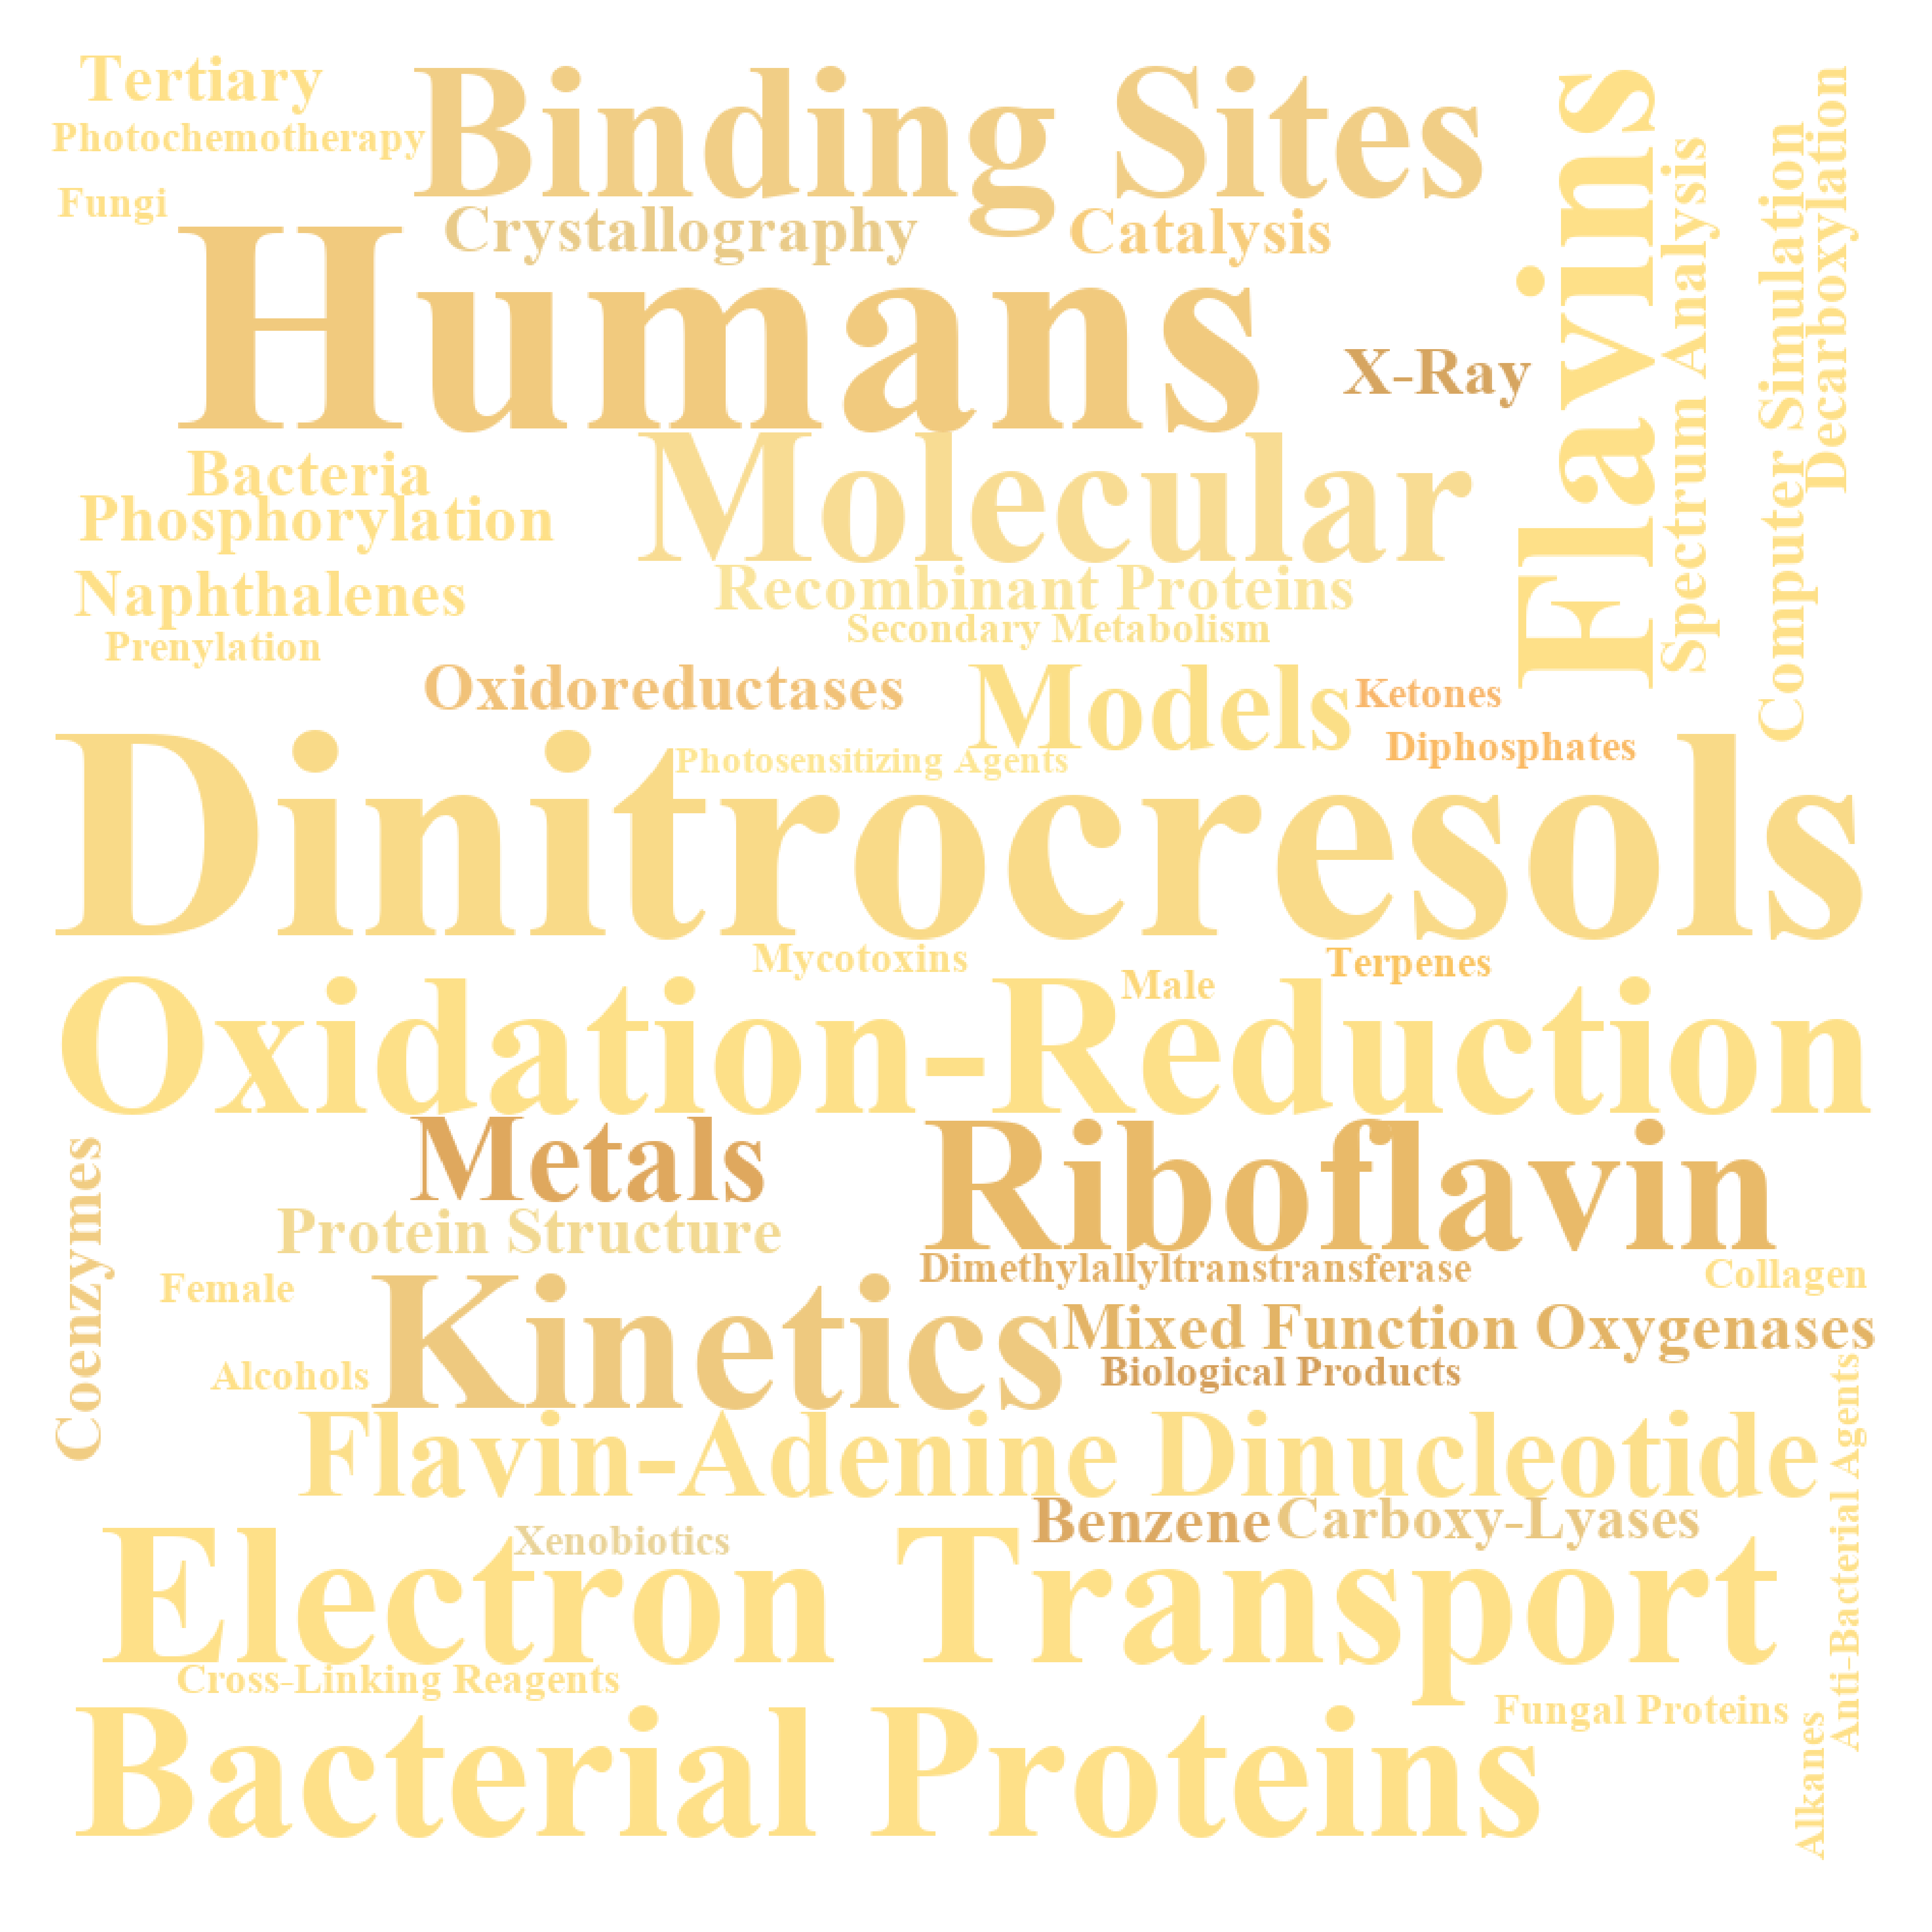 Tertiary
Binding Sites
Photochemotherapy
Fungi
Crystallography
Catalysis
Humans
X-Ray
Flavins
Spectrum Analysis
Computer Simulation
Decarboxylation
Bacteria
Molecular
Phosphorylation
Naphthalenes
Recombinant Proteins
Secondary Metabolism
Prenylation
Oxidoreductases
Models
Ketones
Diphosphates
Photosensitizing Agents
Dinitrocresols
Mycotoxins
Terpenes
Male
Oxidation-Reduction
Metals
Riboflavin
Coenzymes
Protein Structure
Dimethylallyltranstransferase
Collagen
Female
Kinetics
Mixed Function Oxygenases
Alcohols
Biological Products
Flavin-Adenine Dinucleotide
Anti-Bacterial Agents
Benzene
Carboxy-Lyases
Xenobiotics
Electron Transport
Cross-Linking Reagents
Fungal Proteins
Bacterial Proteins
Alkanes